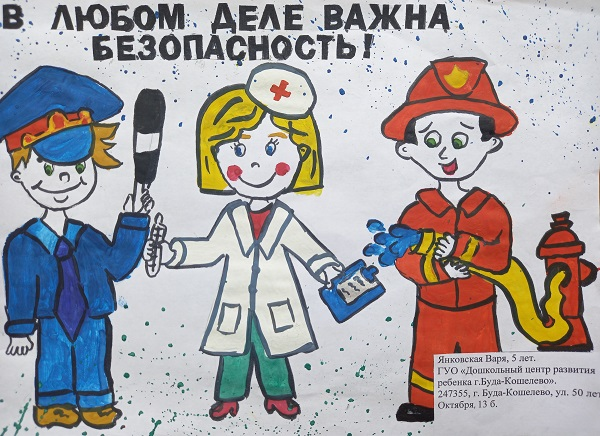 В ЛЮБОМ ДЕЛЕ ВАЖНА
БЕЗОПАСНОСТЬ!
Янковская Варя, 5 лет.
ГУО «Дошкольный центр развития
ребенка г.Буда-Кошелево».
247355, г. Буда-Кошелево, ул. 50 лет
Октября, 13 б.